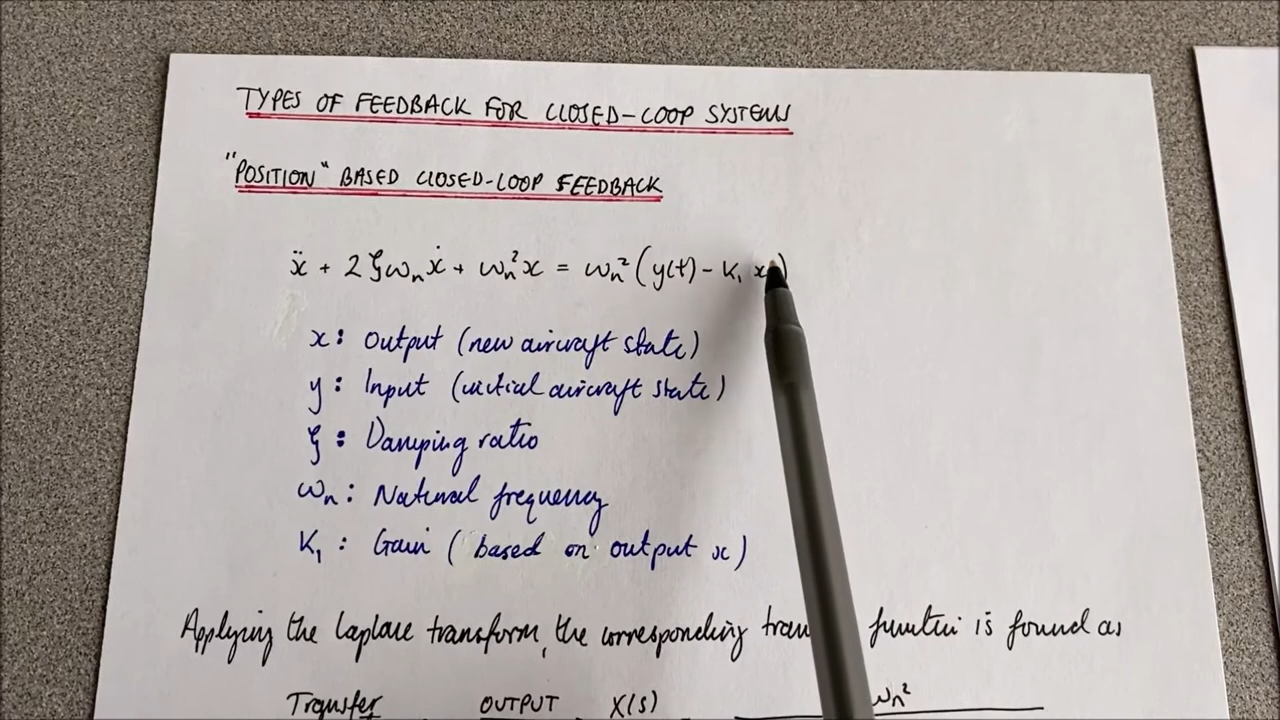 TYPES OF FEEDBACK FOR CLOSED-LOOP SYSTEMS
"POSITION" BASED CLOSED-LOOP FEEDBACK
ẍ + 2ζωₙẋ + ωₙ²x = ωₙ²(y(t) - K₁ x)
x: Output (new aircraft state)
y: Input (initial aircraft state)
ζ: Damping ratio
ωₙ: Natural frequency
K₁: Gain (based on output x)
Applying the Laplace transform, the corresponding function is found as
Transfer OUTPUT X(s) ωₙ²